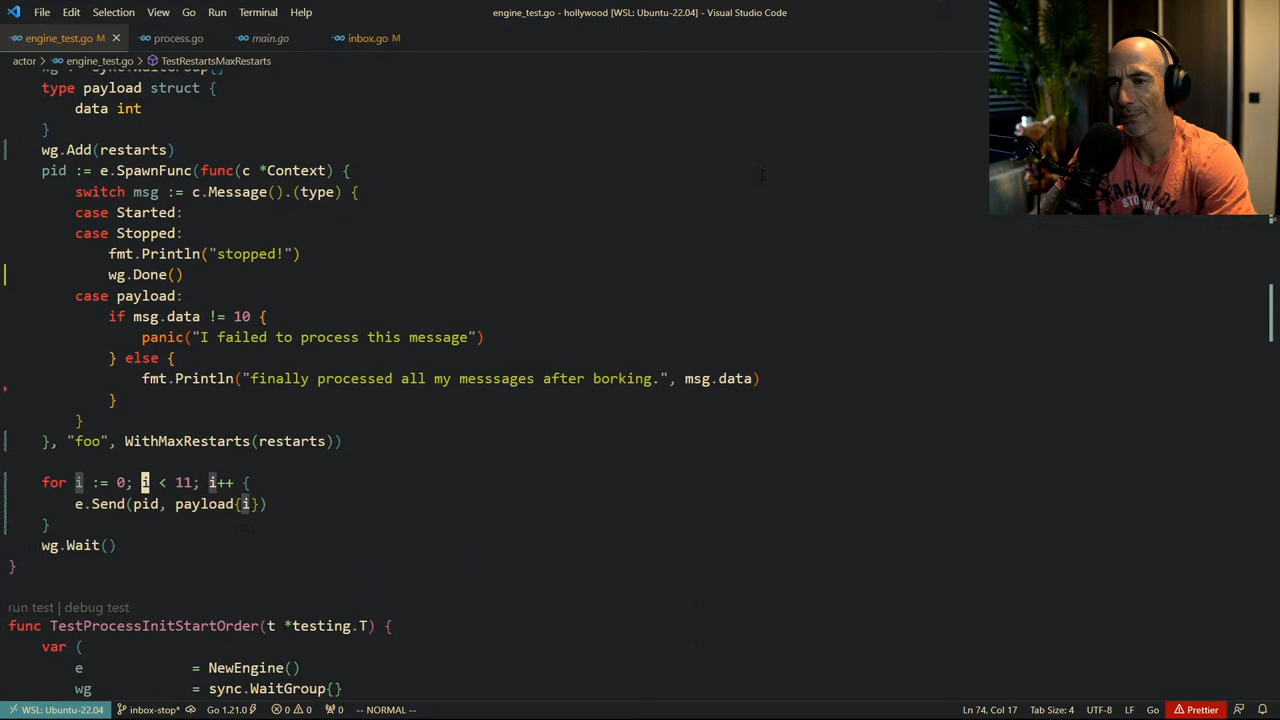 File Edit Selection View Go Run Terminal Help
engine_test.go - hollywood [WSL: Ubuntu-22.04] - Visual Studio Code
engine_test.go M process.go main.go inbox.go M
actor > engine_test.go > TestRestartsMaxRestarts
type payload struct {
data int
}
wg.Add(restarts)
pid := e.SpawnFunc(func(c *Context) {
switch msg := c.Message().(type) {
case Started:
case Stopped:
fmt.Println("stopped!")
wg.Done()
case payload:
if msg.data != 10 {
panic("I failed to process this message")
} else {
fmt.Println("finally processed all my messsages after borking.", msg.data)
}
}
}, "foo", WithMaxRestarts(restarts))
for i := 0; i < 11; i++ {
e.Send(pid, payload{i})
}
wg.Wait()
}
run test | debug test
func TestProcessInitStartOrder(t *testing.T) {
var (
e = NewEngine()
wg = sync.WaitGroup{}
WSL: Ubuntu-22.04 inbox-stop* Go 1.21.0 0 0 0 -- NORMAL -- Ln 74, Col 17 Tab Size: 4 UTF-8 LF Go Prettier